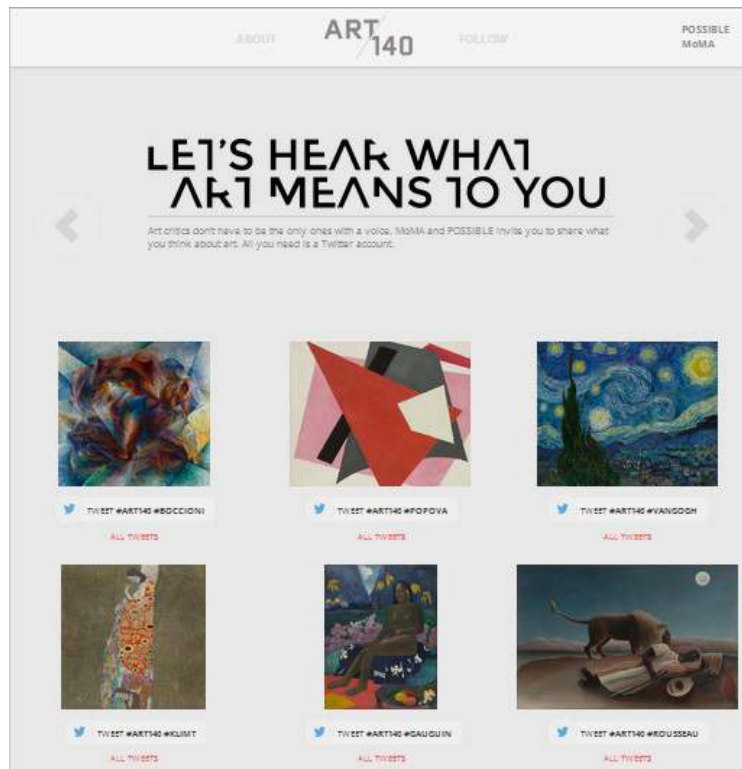 ABOUT
ART/140
FOLLOW
POSSIBLE
MoMA
LET'S HEAR WHAT
ART MEANS TO YOU
Art critics don't have to be the only ones with a voice. MoMA and POSSIBLE invite you to share what
you think about art. All you need is a Twitter account.
TWEET #ART140 #BOCCIONI
TWEET #ART140 #POPOVA
TWEET #ART140 #VANGOGH
ALL TWEETS
ALL TWEETS
ALL TWEETS
TWEET #ART140 #KLIMT
TWEET #ART140 #GAUGUIN
TWEET #ART140 #ROUSSEAU
ALL TWEETS
ALL TWEETS
ALL TWEETS